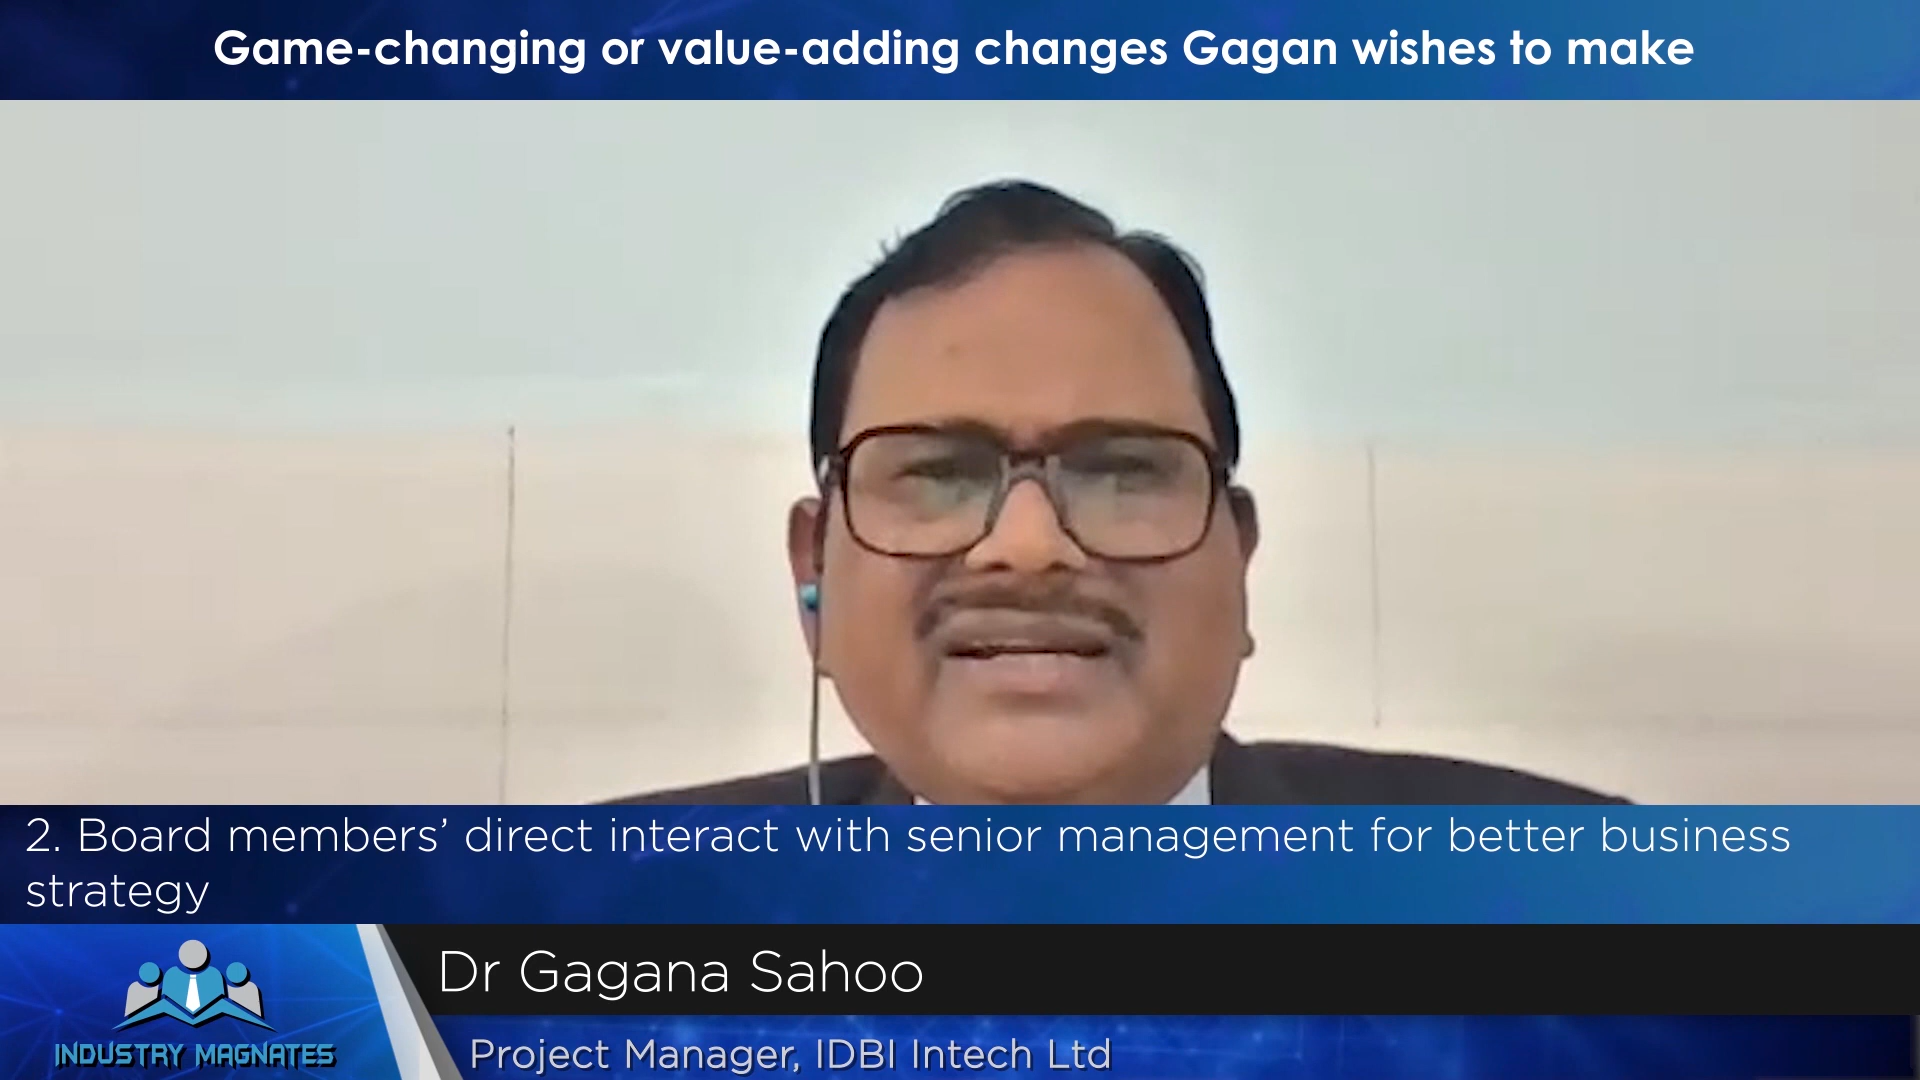 Game-changing or value-adding changes Gagan wishes to make
2. Board members’ direct interact with senior management for better business
strategy
Dr Gagana Sahoo
INDUSTRY MAGNATES
Project Manager, IDBI Intech Ltd